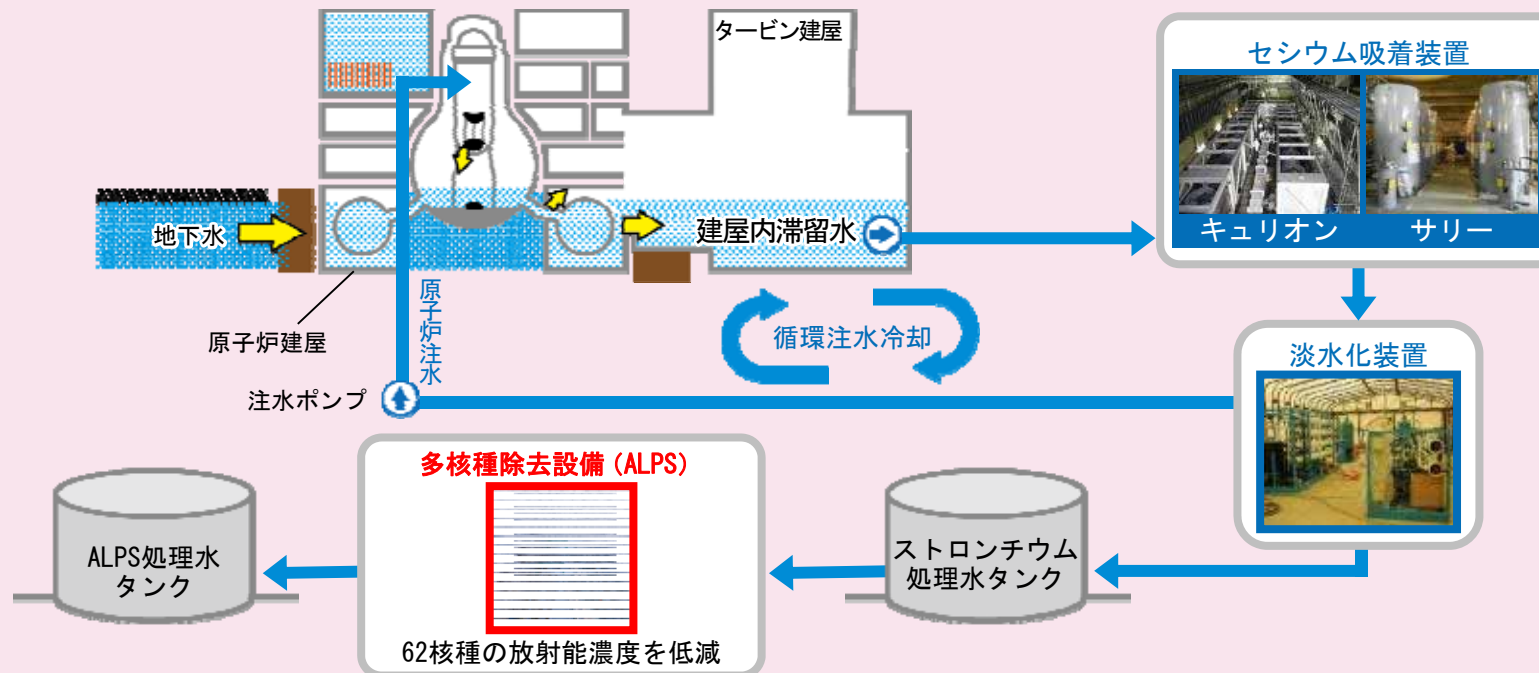 タービン建屋
セシウム吸着装置
キュリオン
サリー
地下水
建屋内滞留水
原子炉建屋
原子炉注水
循環注水冷却
淡水化装置
注水ポンプ
多核種除去設備（ALPS）
62核種の放射能濃度を低減
ALPS処理水
タンク
ストロンチウム
処理水タンク